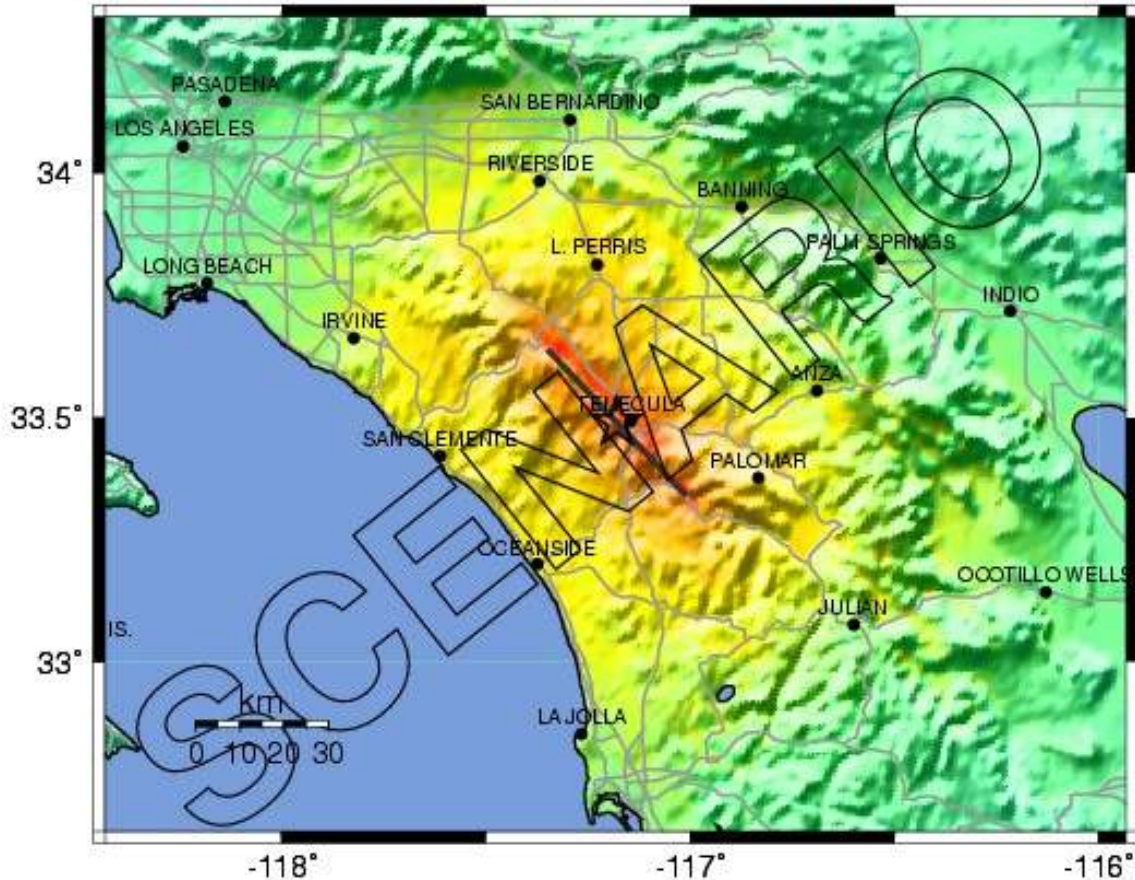 PASADENA
SAN BERNARDINO
LOS ANGELES
34°
RIVERSIDE
BANNING
L. PERRIS
PALM SPRINGS
LONG BEACH
INDIO
IRVINE
ANZA
TEMECULA
33.5°
SAN CLEMENTE
PALOMAR
OCEANSIDE
OCOTILLO WELLS
JULIAN
IS.
33°
SCENARIO
km
LA JOLLA
0 10 20 30
-118° -117° -116°